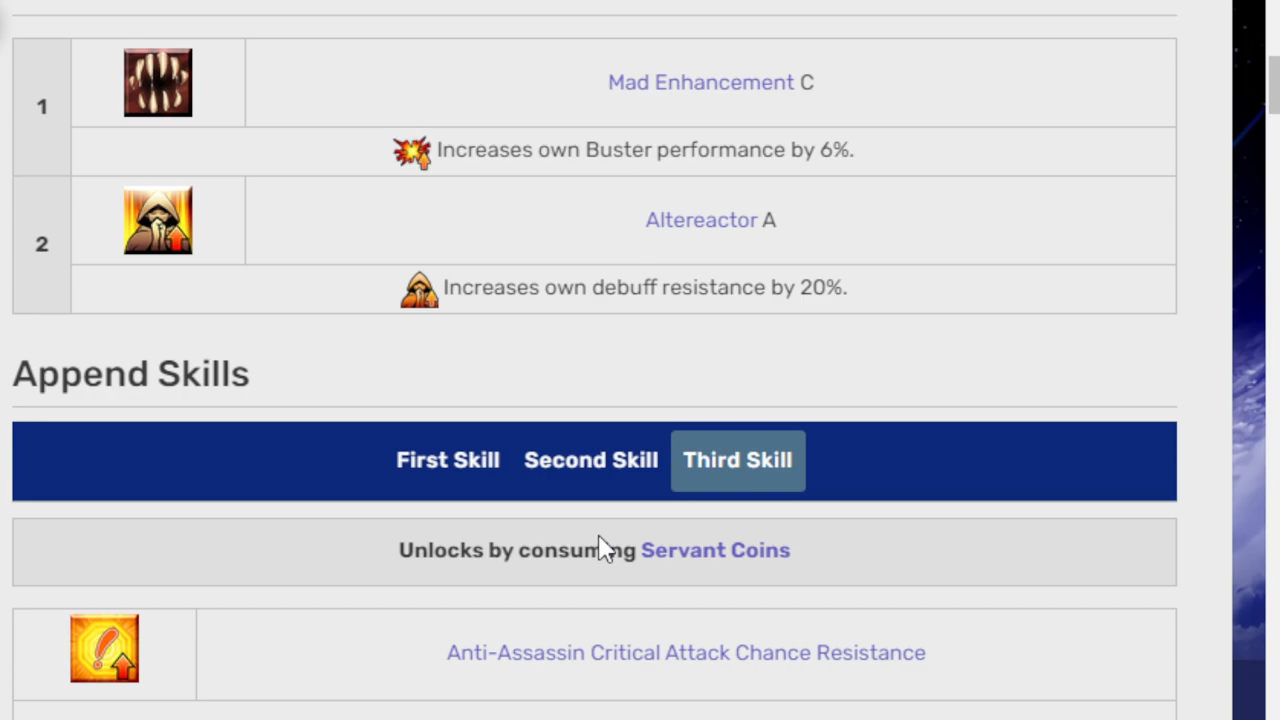 1
Mad Enhancement C
Increases own Buster performance by 6%.
2
Altereactor A
Increases own debuff resistance by 20%.
Append Skills
First Skill Second Skill Third Skill
Unlocks by consuming Servant Coins
Anti-Assassin Critical Attack Chance Resistance